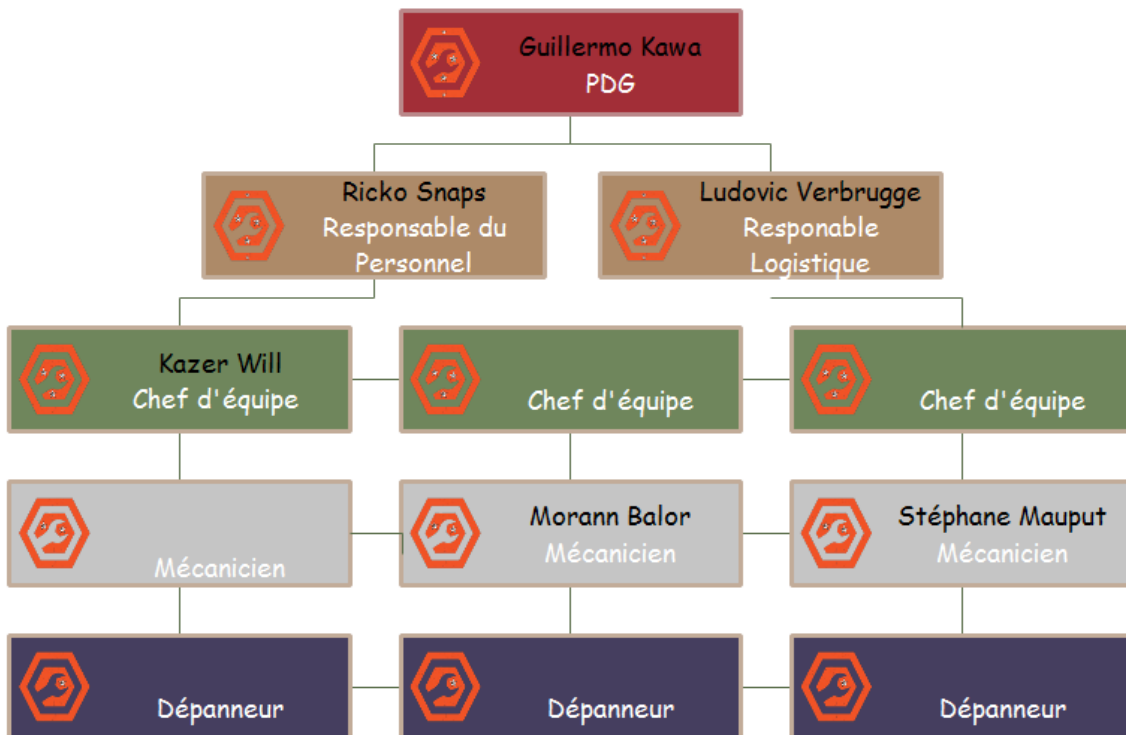 Guillermo Kawa
PDG
Ricko Snaps
Responsable du
Personnel
Ludovic Verbrugge
Responable
Logistique
Kazer Will
Chef d'équipe
Chef d'équipe
Chef d'équipe
Mécanicien
Morann Balor
Mécanicien
Stéphane Mauput
Mécanicien
Dépanneur
Dépanneur
Dépanneur